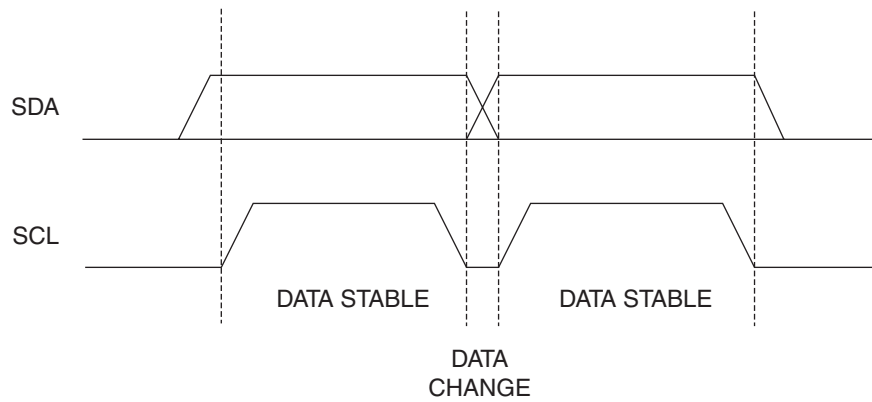 SDA
SCL
DATA STABLE
DATA STABLE
DATA
CHANGE